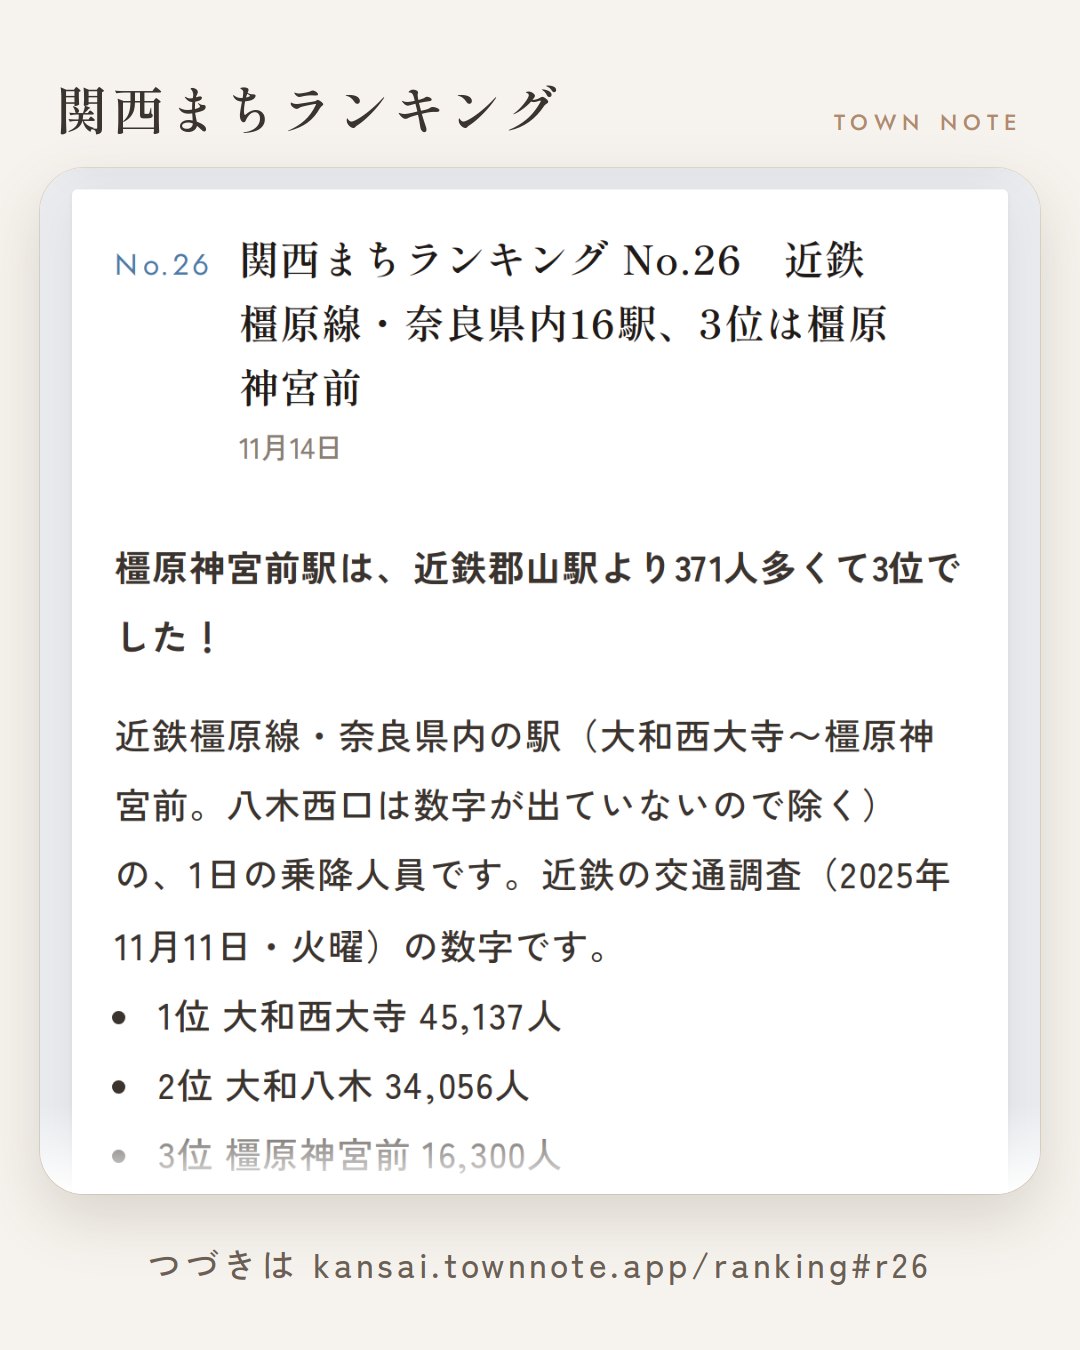 関西まちランキング
TOWN NOTE
No.26
関西まちランキング No.26　近鉄
橿原線・奈良県内16駅、3位は橿原
神宮前
11月14日
橿原神宮前駅は、近鉄郡山駅より371人多くて3位で
した！
近鉄橿原線・奈良県内の駅（大和西大寺〜橿原神
宮前。八木西口は数字が出ていないので除く）
の、1日の乗降人員です。近鉄の交通調査（2025年
11月11日・火曜）の数字です。
• 1位 大和西大寺 45,137人
• 2位 大和八木 34,056人
• 3位 橿原神宮前 16,300人
つづきは kansai.townnote.app/ranking#r26